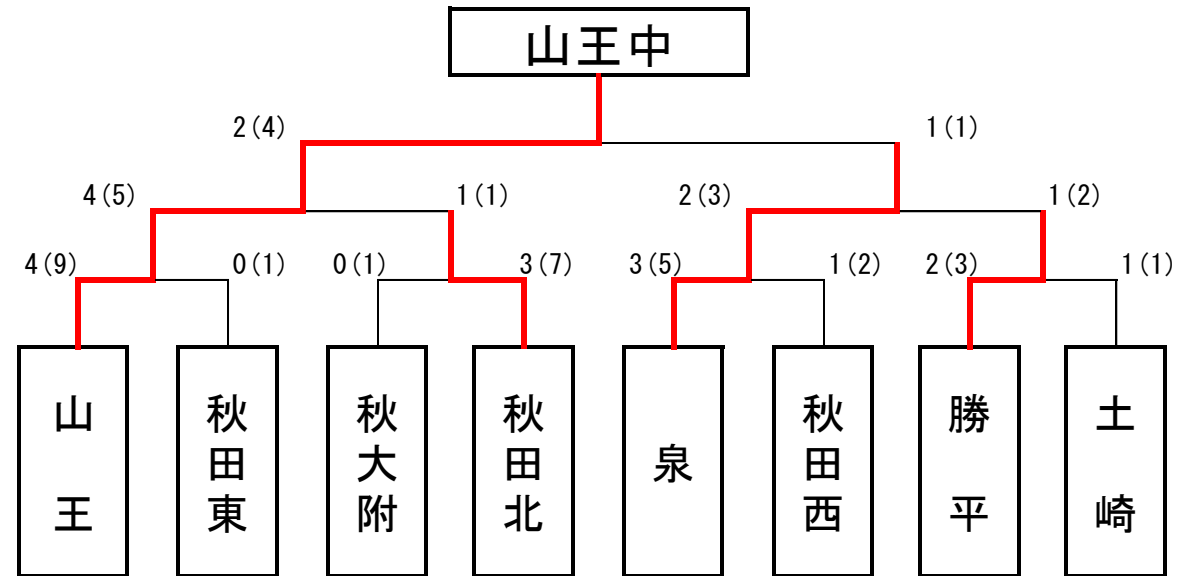 山王中
2(4)
1(1)
4(5)
1(1)
2(3)
1(2)
4(9)
0(1)
0(1)
3(7)
3(5)
1(2)
2(3)
1(1)
山王
秋田東
秋大附
秋田北
泉
秋田西
勝平
土崎